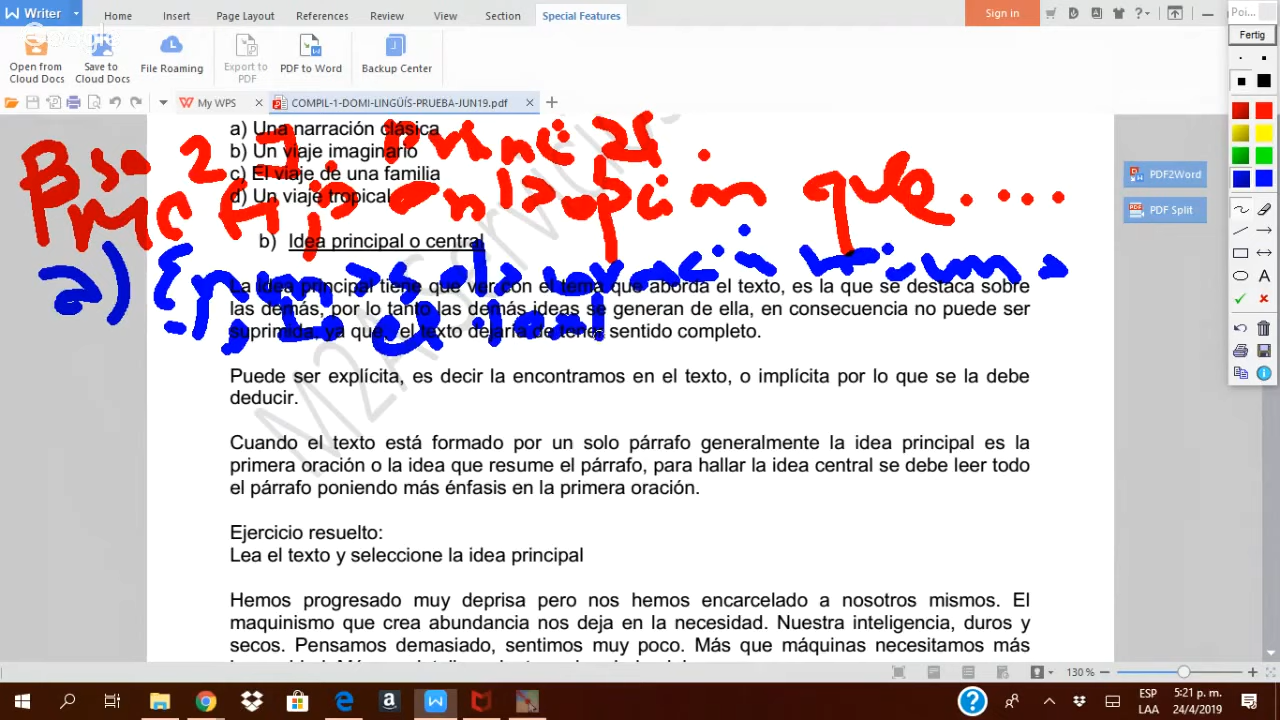 Writer
Home Insert Page Layout References Review View Section Special Features Sign in
Google
Open from Cloud Docs
Save to Cloud Docs
File Roaming
Export to PDF
PDF to Word
Backup Center
Fertig
My WPS
COMPIL-1-DOMI-LINGÜÍS-PRUEBA-JUN19.pdf
a) Una narración clásica
b) Un viaje imaginario
c) El viaje de una familia
d) Un viaje tropical
que....
a)
b) Idea principal o central
La idea principal tiene que ver con el tema que aborda el texto, es la que se destaca sobre
las demás, por lo tanto las demás ideas se generan de ella, en consecuencia no puede ser
suprimida, ya que, el texto dejaría de tener sentido completo.
Puede ser explícita, es decir la encontramos en el texto, o implícita por lo que se la debe
deducir.
Cuando el texto está formado por un solo párrafo generalmente la idea principal es la
primera oración o la idea que resume el párrafo, para hallar la idea central se debe leer todo
el párrafo poniendo más énfasis en la primera oración.
Ejercicio resuelto:
Lea el texto y seleccione la idea principal
Hemos progresado muy deprisa pero nos hemos encarcelado a nosotros mismos. El
maquinismo que crea abundancia nos deja en la necesidad. Nuestra inteligencia, duros y
secos. Pensamos demasiado, sentimos muy poco. Más que máquinas necesitamos más
PDF2Word
PDF Split
130 %
ESP
LAA
5:21 p. m.
24/4/2019